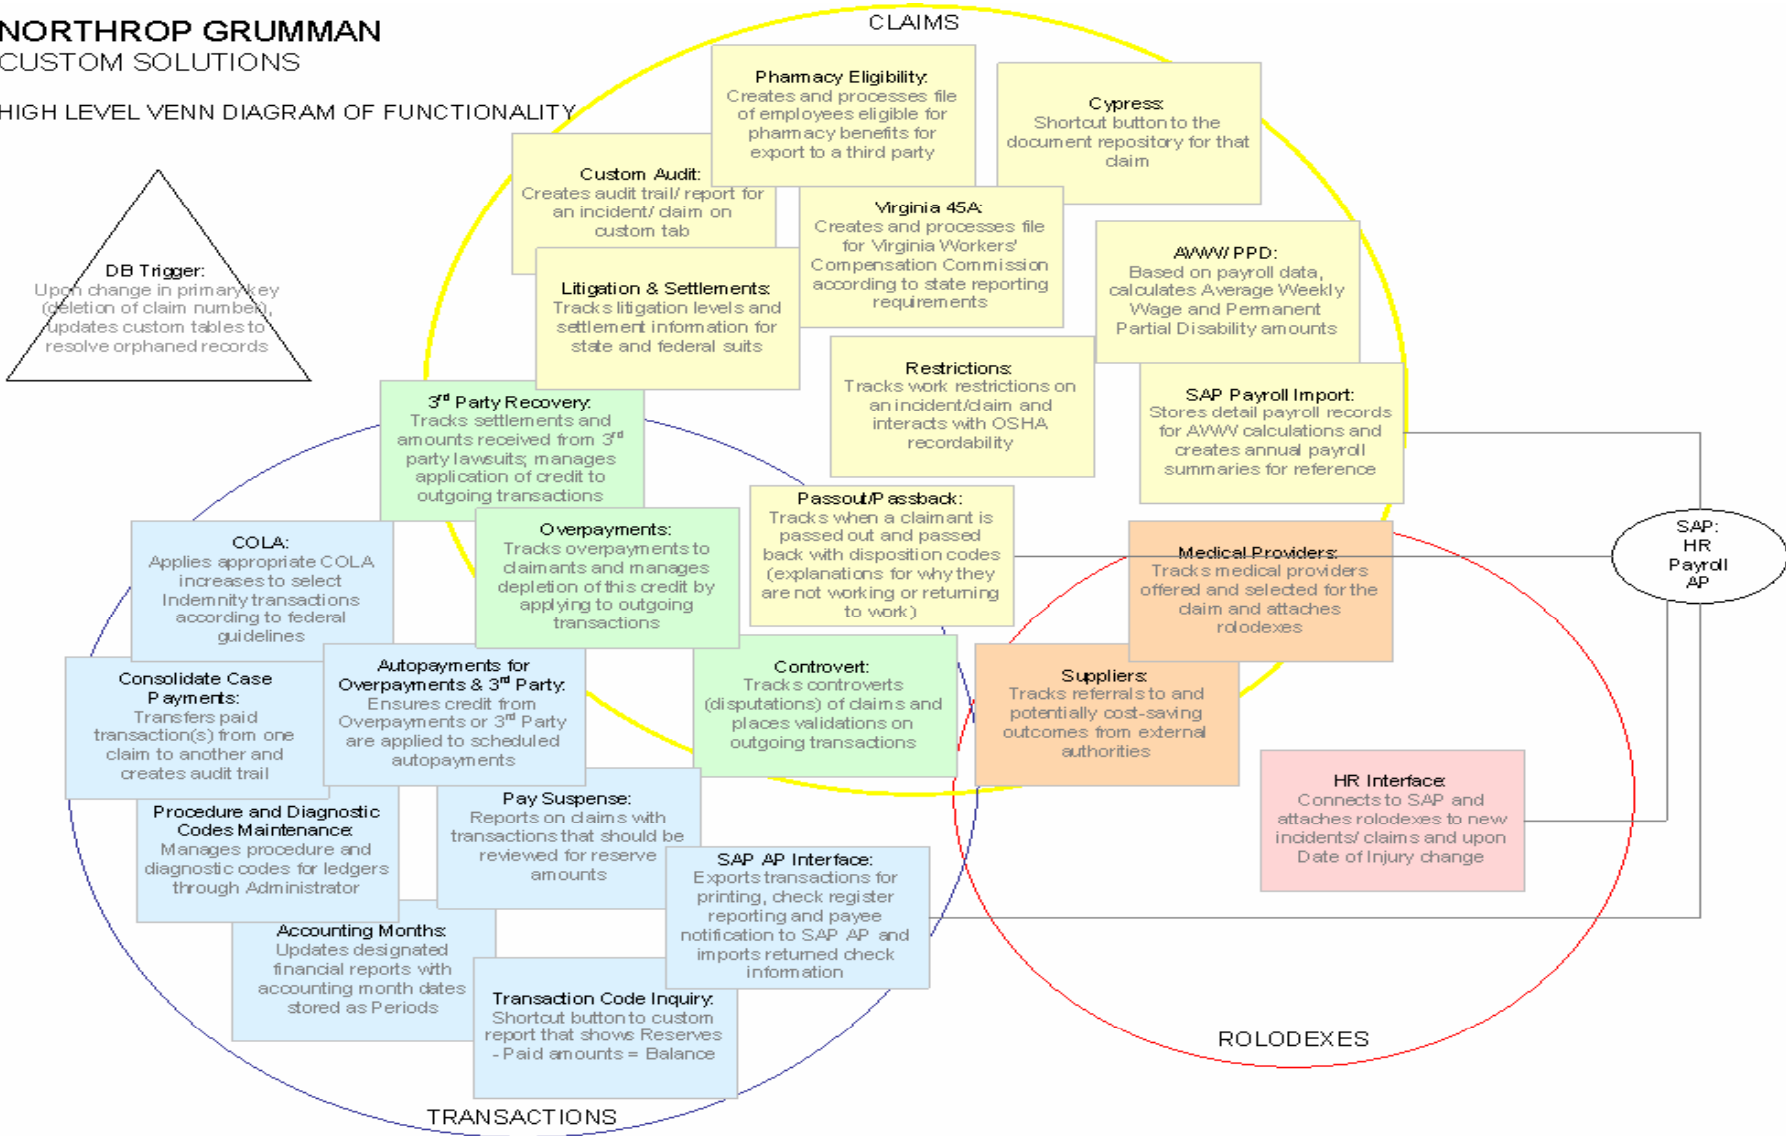 NORTHROP GRUMMAN
CUSTOM SOLUTIONS
HIGH LEVEL VENN DIAGRAM OF FUNCTIONALITY
CLAIMS
Pharmacy Eligibility:
Creates and processes file
of employees eligible for
pharmacy benefits for
export to a third party
Cypress:
Shortcut button to the
document repository for that
claim
Custom Audit:
Creates audit trail/ report for
an incident/ claim on
custom tab
Virginia 45A:
Creates and processes file
for Virginia Workers'
Compensation Commission
according to state reporting
requirements
AWW/ PPD:
Based on payroll data,
calculates Average Weekly
Wage and Permanent
Partial Disability amounts
DB Trigger:
Upon change in primary key
(deletion of claim number),
updates custom tables to
resolve orphaned records
Litigation & Settlements:
Tracks litigation levels and
settlement information for
state and federal suits
Restrictions:
Tracks work restrictions on
an incident/claim and
interacts with OSHA
recordability
SAP Payroll Import:
Stores detail payroll records
for AWW calculations and
creates annual payroll
summaries for reference
3rd Party Recovery:
Tracks settlements and
amounts received from 3rd
party lawsuits; manages
application of credit to
outgoing transactions
Passout/Passback:
Tracks when a claimant is
passed out and passed
back with disposition codes
(explanations for why they
are not working or returning
to work)
SAP:
HR
Payroll
AP
COLA:
Applies appropriate COLA
increases to select
Indemnity transactions
according to federal
guidelines
Overpayments:
Tracks overpayments to
claimants and manages
depletion of this credit by
applying to outgoing
transactions
Medical Providers:
Tracks medical providers
offered and selected for the
claim and attaches
rolodexes
Consolidate Case
Payments:
Transfers paid
transaction(s) from one
claim to another and
creates audit trail
Autopayments for
Overpayments & 3rd Party:
Ensures credit from
Overpayments or 3rd Party
are applied to scheduled
autopayments
Controvert:
Tracks controverts
(disputations) of claims and
places validations on
outgoing transactions
Suppliers:
Tracks referrals to and
potentially cost-saving
outcomes from external
authorities
HR Interface:
Connects to SAP and
attaches rolodexes to new
incidents/ claims and upon
Date of Injury change
Procedure and Diagnostic
Codes Maintenance:
Manages procedure and
diagnostic codes for ledgers
through Administrator
Pay Suspense:
Reports on claims with
transactions that should be
reviewed for reserve
amounts
SAP AP Interface:
Exports transactions for
printing, check register
reporting and payee
notification to SAP AP and
imports returned check
information
Accounting Months:
Updates designated
financial reports with
accounting month dates
stored as Periods
Transaction Code Inquiry:
Shortcut button to custom
report that shows Reserves
- Paid amounts = Balance
ROLODEXES
TRANSACTIONS